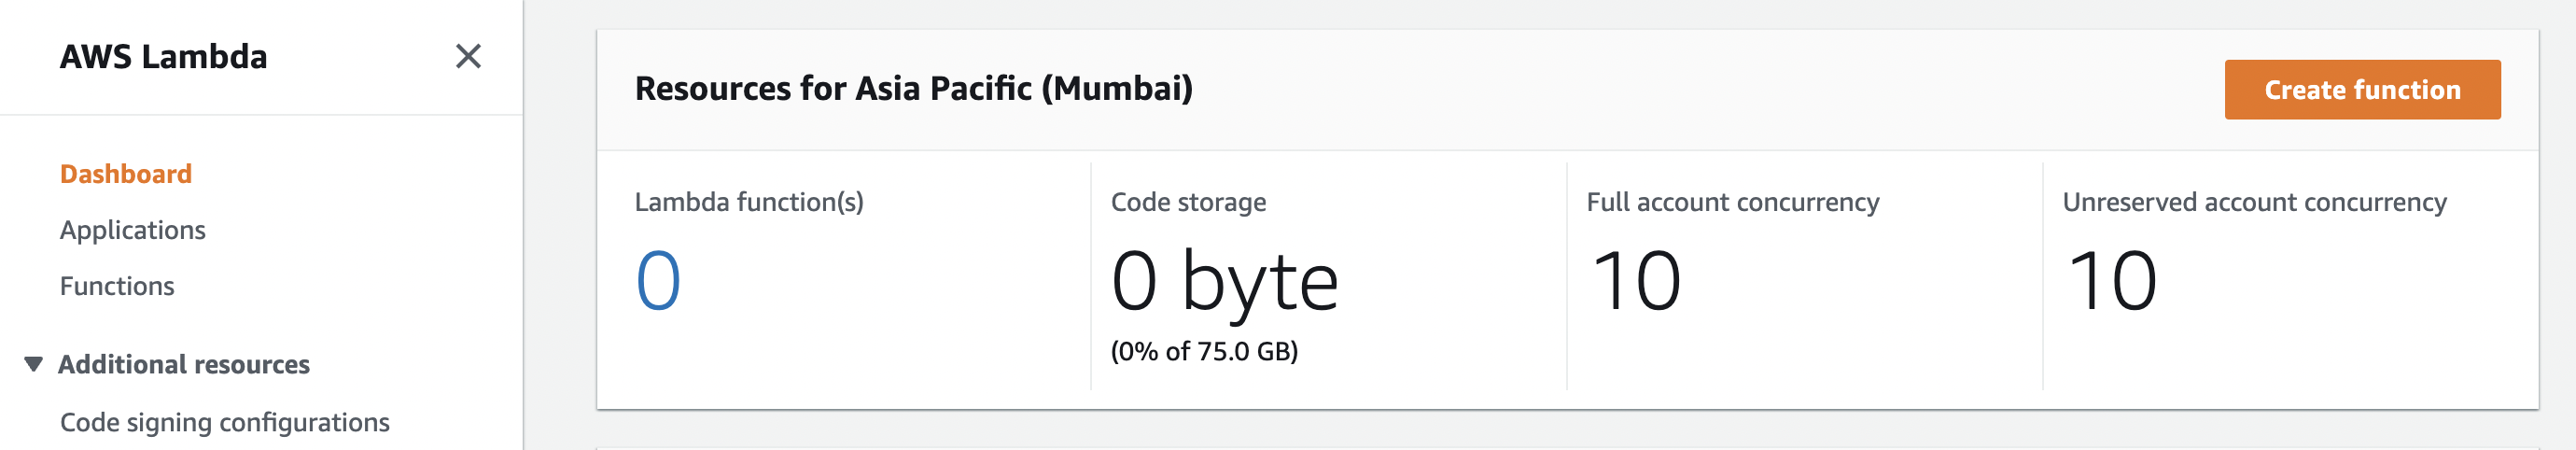 AWS Lambda
Dashboard
Applications
Functions
Additional resources
Code signing configurations
Resources for Asia Pacific (Mumbai)
Create function
Lambda function(s)
0
Code storage
0 byte
(0% of 75.0 GB)
Full account concurrency
10
Unreserved account concurrency
10